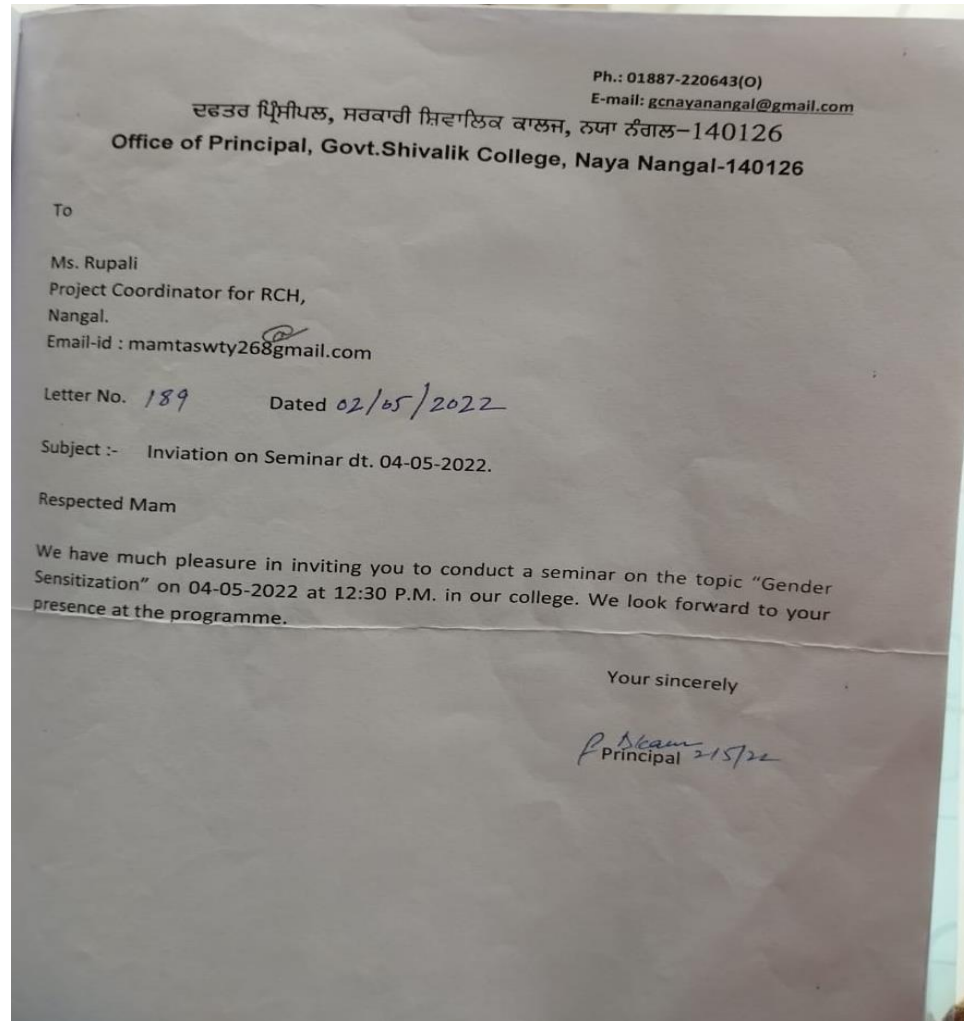 Ph.: 01887-220643(O)
E-mail: gcnayanangal@gmail.com
ਦਫਤਰ ਪ੍ਰਿੰਸੀਪਲ, ਸਰਕਾਰੀ ਸ਼ਿਵਾਲਿਕ ਕਾਲਜ, ਨਯਾ ਨੰਗਲ-140126
Office of Principal, Govt.Shivalik College, Naya Nangal-140126
To
Ms. Rupali
Project Coordinator for RCH,
Nangal.
Email-id : mamtaswty268@gmail.com
Letter No. 189 Dated 02/05/2022
Subject :- Inviation on Seminar dt. 04-05-2022.
Respected Mam
We have much pleasure in inviting you to conduct a seminar on the topic “Gender
Sensitization” on 04-05-2022 at 12:30 P.M. in our college. We look forward to your
presence at the programme.
Your sincerely
Principal 2/5/22